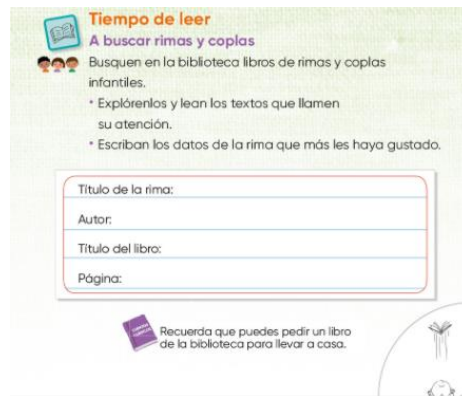 Tiempo de leer
A buscar rimas y coplas
Busquen en la biblioteca libros de rimas y coplas
infantiles.
• Explórenlos y lean los textos que llamen
su atención.
• Escriban los datos de la rima que más les haya gustado.
Título de la rima:
Autor:
Título del libro:
Página:
Recuerda que puedes pedir un libro
de la biblioteca para llevar a casa.